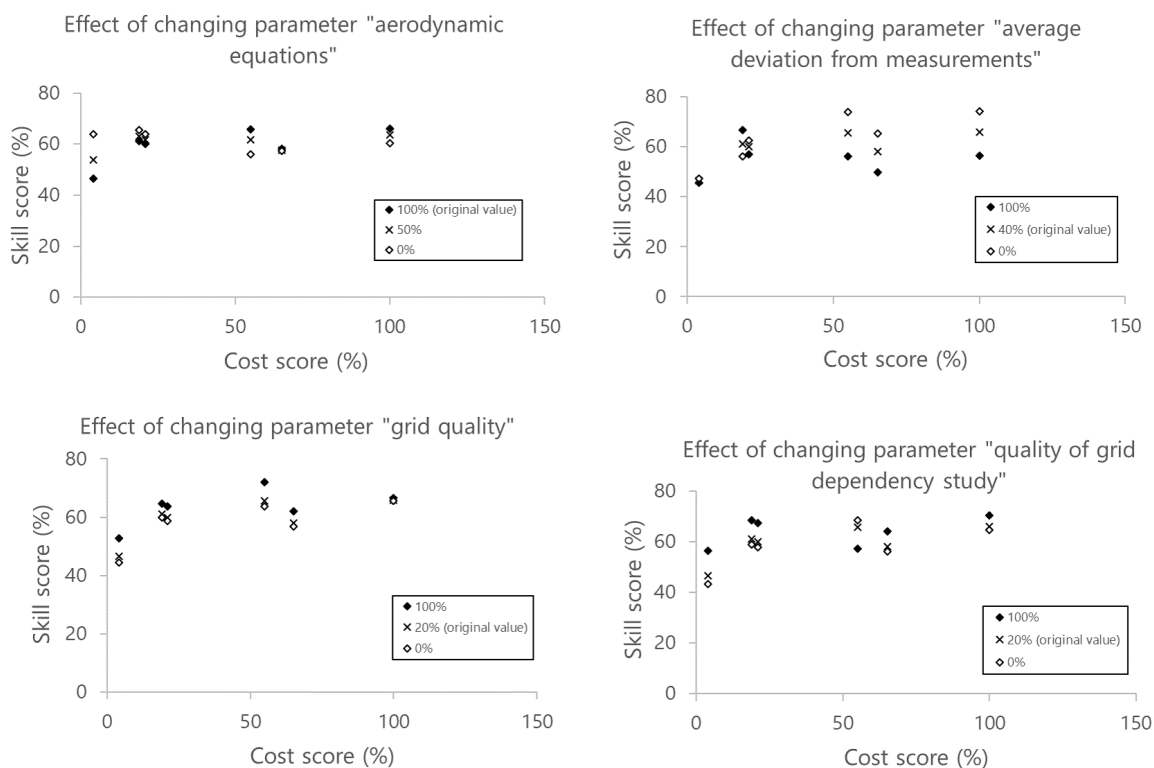 Effect of changing parameter "aerodynamic
equations"
80
60
40
20
0
0
50
100
150
Skill score (%)
Cost score (%)
100% (original value)
50%
0%
Effect of changing parameter "average
deviation from measurements"
80
60
40
20
0
0
50
100
150
Skill score (%)
Cost score (%)
100%
40% (original value)
0%
Effect of changing parameter "grid quality"
80
60
40
20
0
0
50
100
150
Skill score (%)
Cost score (%)
100%
20% (original value)
0%
Effect of changing parameter "quality of grid
dependency study"
80
60
40
20
0
0
50
100
150
Skill score (%)
Cost score (%)
100%
20% (original value)
0%